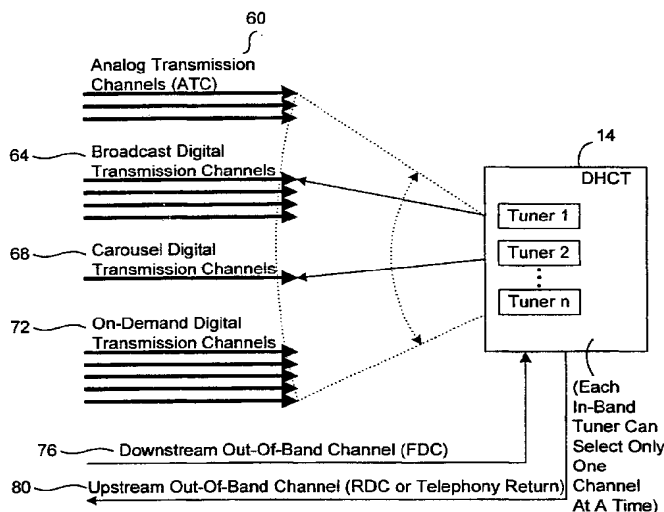 60
Analog Transmission
Channels (ATC)
14
64
Broadcast Digital
Transmission Channels
DHCT
Tuner 1
68
Carousel Digital
Transmission Channels
Tuner 2
Tuner n
72
On-Demand Digital
Transmission Channels
(Each
In-Band
Tuner Can
Select Only
One
Channel
At A Time)
76
Downstream Out-Of-Band Channel (FDC)
80
Upstream Out-Of-Band Channel (RDC or Telephony Return)